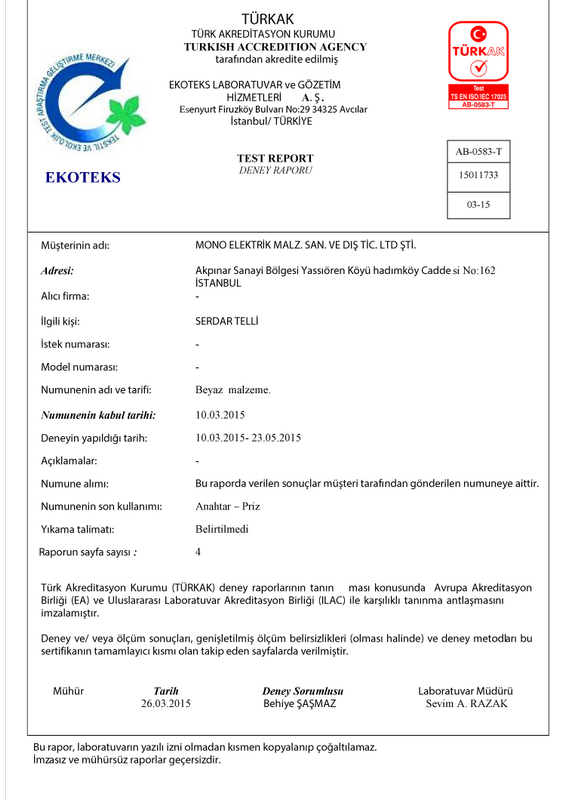 TÜRKAK
TÜRK AKREDİTASYON KURUMU
TURKISH ACCREDITATION AGENCY
tarafından akredite edilmiş
EKOTEKS LABORATUVAR ve GÖZETİM
HİZMETLERİ A. Ş.
Esenyurt Firuzköy Bulvarı No:29 34325 Avcılar
İstanbul/ TÜRKİYE
TEKSTİL VE EKOLOJİK TEST ARAŞTIRMA GELİŞTİRME MERKEZİ
EKOTEKS
TÜRKAK
Test
TS EN ISO/IEC 17025
AB-0583-T
TEST REPORT
DENEY RAPORU
AB-0583-T
15011733
03-15
Müşterinin adı: MONO ELEKTRİK MALZ. SAN. VE DIŞ TİC. LTD ŞTİ.
Adresi: Akpınar Sanayi Bölgesi Yassıören Köyü hadımköy Cadde si No:162
İSTANBUL
Alıcı firma: -
İlgili kişi: SERDAR TELLİ
İstek numarası: -
Model numarası: -
Numunenin adı ve tarifi: Beyaz malzeme.
Numunenin kabul tarihi: 10.03.2015
Deneyin yapıldığı tarih: 10.03.2015- 23.05.2015
Açıklamalar: -
Numune alımı: Bu raporda verilen sonuçlar müşteri tarafından gönderilen numuneye aittir.
Numunenin son kullanımı: Anahtar – Priz
Yıkama talimatı: Belirtilmedi
Raporun sayfa sayısı : 4
Türk Akreditasyon Kurumu (TÜRKAK) deney raporlarının tanın ması konusunda Avrupa Akreditasyon
Birliği (EA) ve Uluslararası Laboratuvar Akreditasyon Birliği (ILAC) ile karşılıklı tanınma antlaşmasını
imzalamıştır.
Deney ve/ veya ölçüm sonuçları, genişletilmiş ölçüm belirsizlikleri (olması halinde) ve deney metodları bu
sertifikanın tamamlayıcı kısmı olan takip eden sayfalarda verilmiştir.
Mühür Tarih Deney Sorumlusu Laboratuvar Müdürü
26.03.2015 Behiye ŞAŞMAZ Sevim A. RAZAK
Bu rapor, laboratuvarın yazılı izni olmadan kısmen kopyalanıp çoğaltılamaz.
İmzasız ve mühürsüz raporlar geçersizdir.